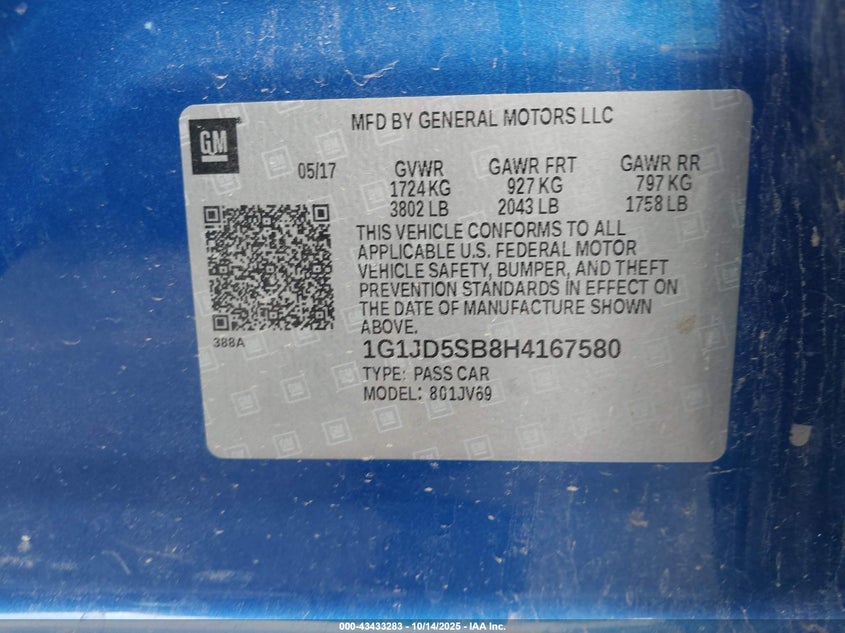 MFD BY GENERAL MOTORS LLC
GM
05/17
GVWR GAWR FRT GAWR RR
1724 KG 927 KG 797 KG
3802 LB 2043 LB 1758 LB
THIS VEHICLE CONFORMS TO ALL
APPLICABLE U.S. FEDERAL MOTOR
VEHICLE SAFETY, BUMPER, AND THEFT
PREVENTION STANDARDS IN EFFECT ON
THE DATE OF MANUFACTURE SHOWN
ABOVE.
388A
1G1JD5SB8H4167580
TYPE: PASS CAR
MODEL: 801JV69
000-43433283 - 10/14/2025 - IAA Inc.